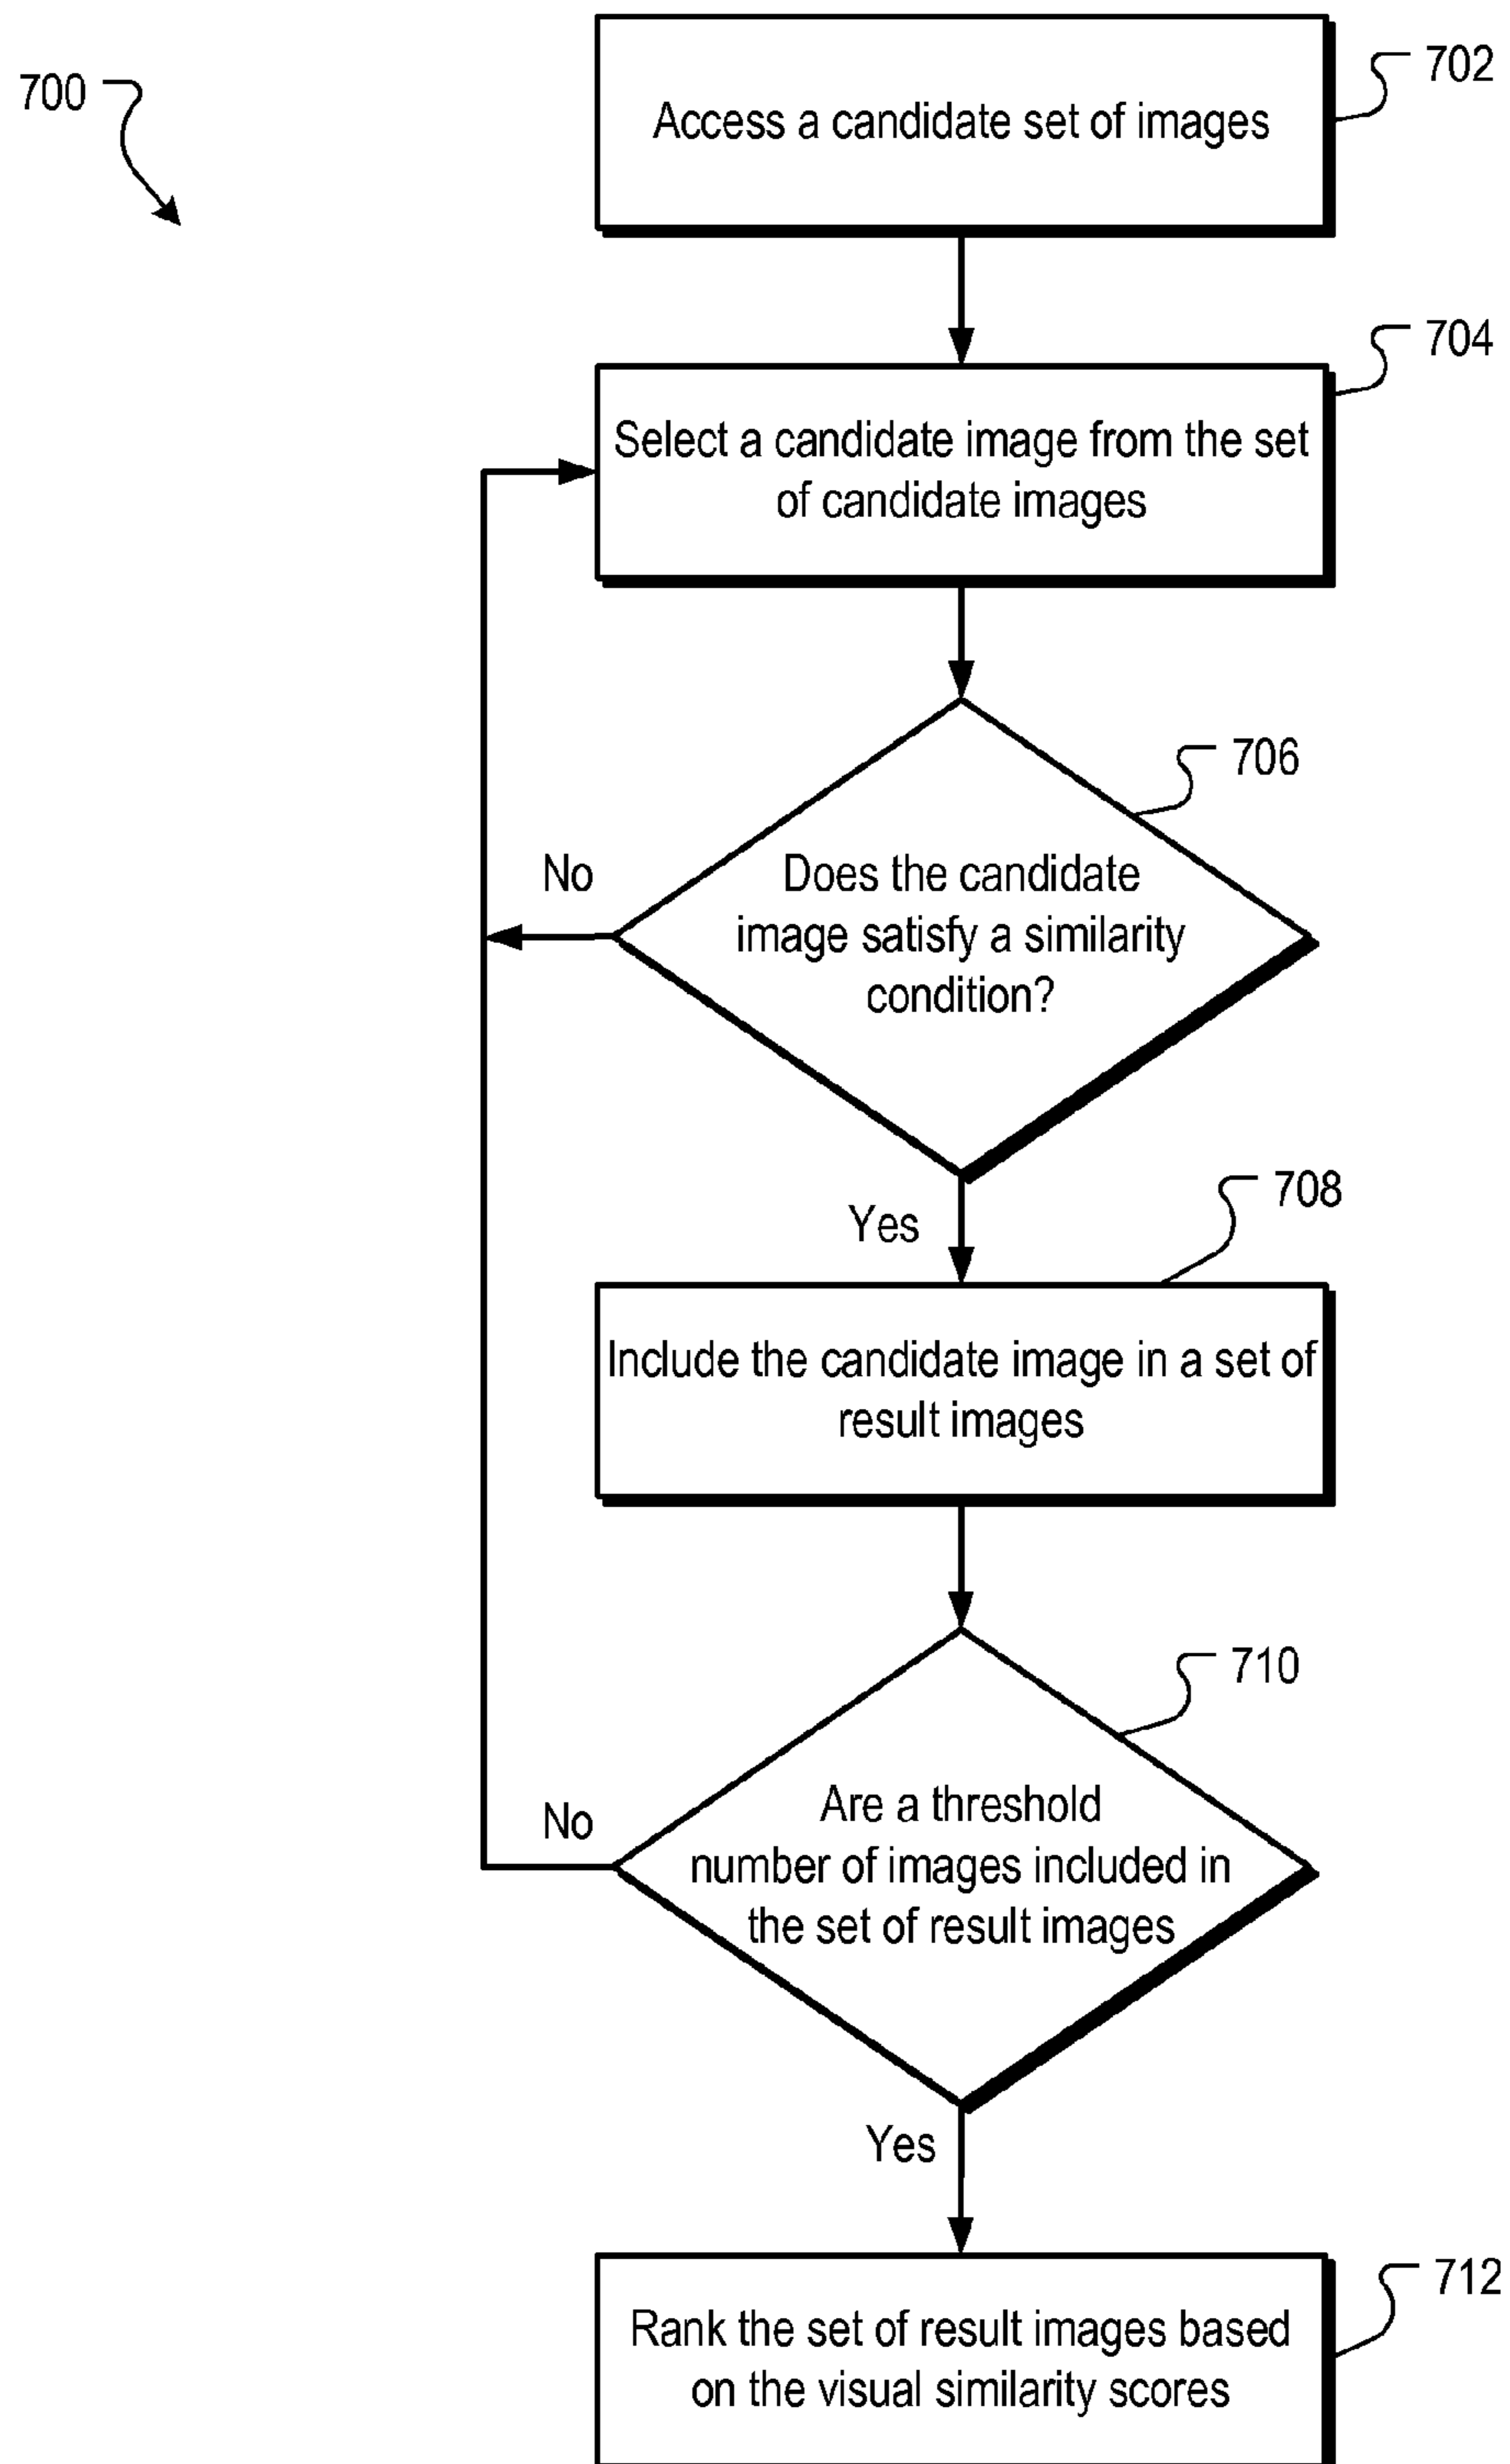 700
702
Access a candidate set of images
704
Select a candidate image from the set
of candidate images
706
No
Does the candidate
image satisfy a similarity
condition?
Yes
708
Include the candidate image in a set of
result images
710
No
Are a threshold
number of images included in
the set of result images
Yes
712
Rank the set of result images based
on the visual similarity scores